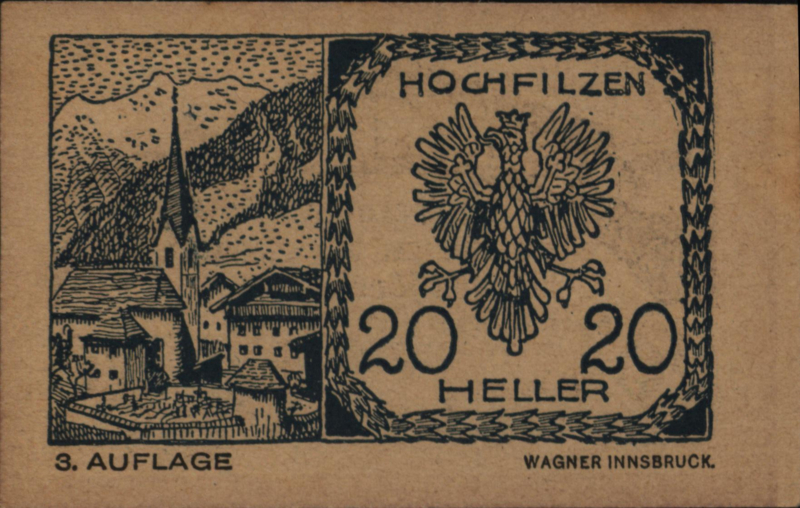 HOCHFILZEN
20 20
HELLER
3. AUFLAGE
WAGNER INNSBRUCK.